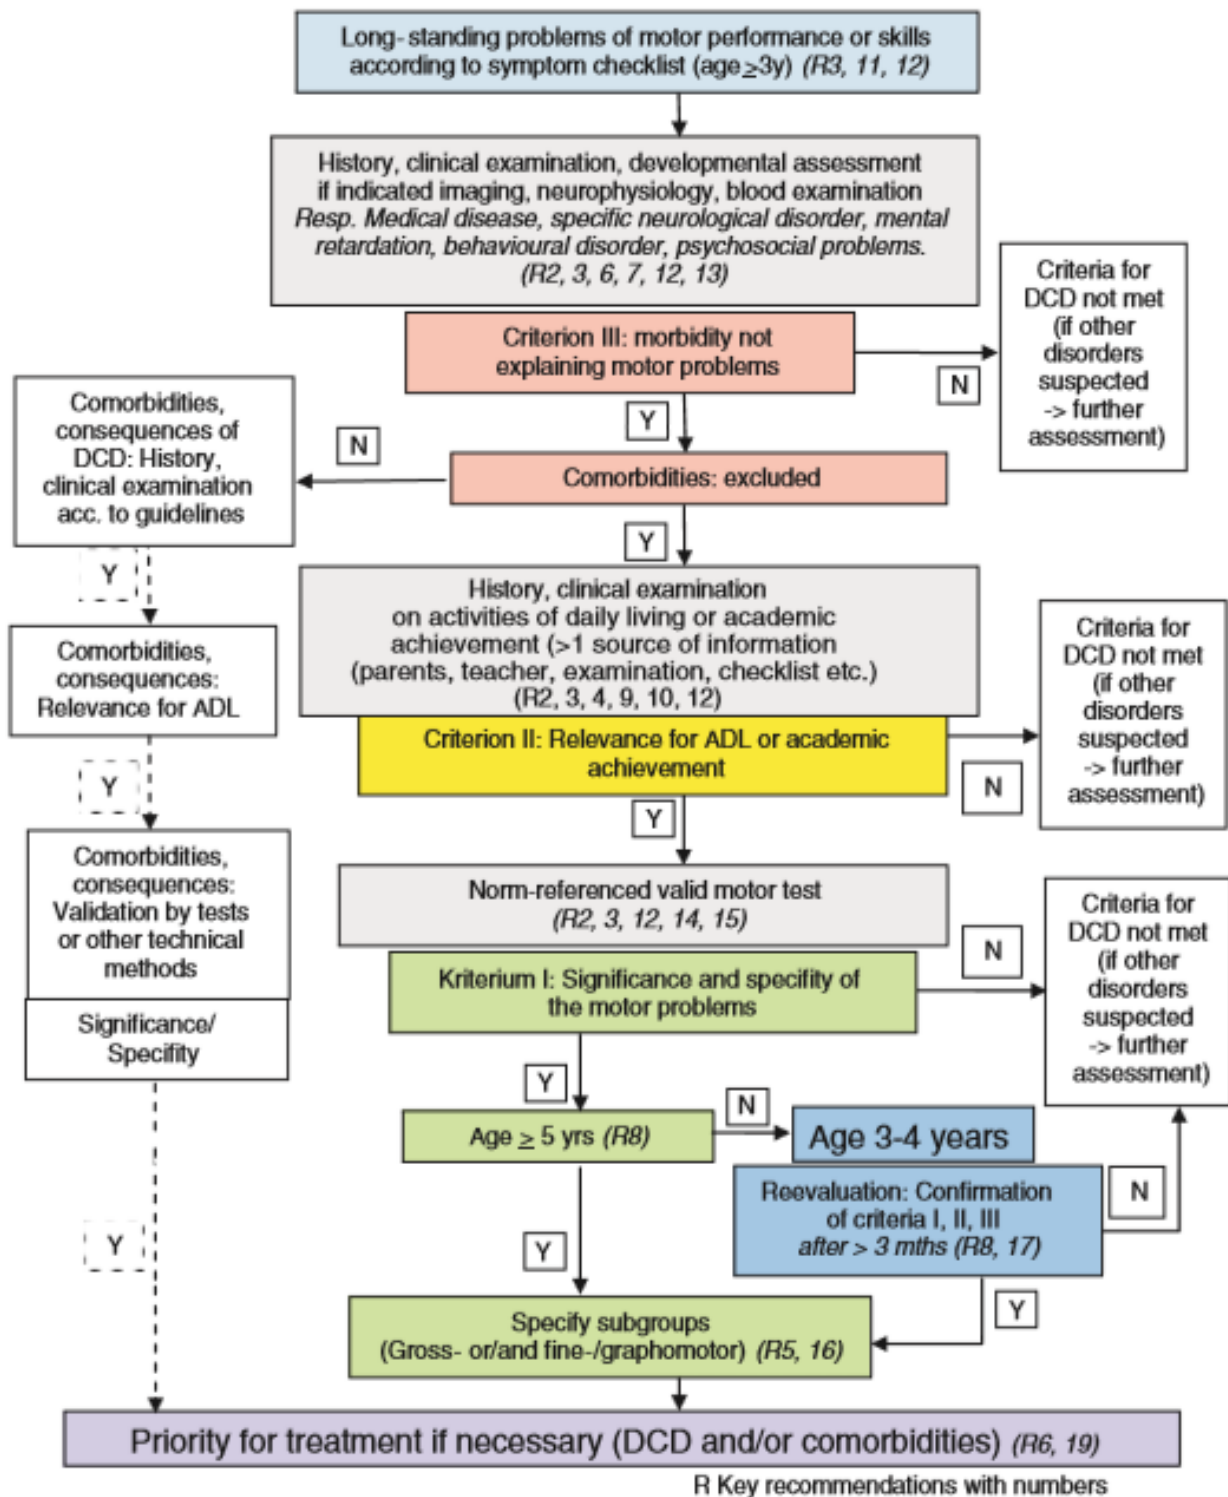 Long- standing problems of motor performance or skills
according to symptom checklist (age ≥3y) (R3, 11, 12)
History, clinical examination, developmental assessment
if indicated imaging, neurophysiology, blood examination
Resp. Medical disease, specific neurological disorder, mental
retardation, behavioural disorder, psychosocial problems.
(R2, 3, 6, 7, 12, 13)
Criterion III: morbidity not
explaining motor problems
N
Criteria for
DCD not met
(if other
disorders
suspected
-> further
assessment)
Y
Comorbidities: excluded
N
Comorbidities,
consequences of
DCD: History,
clinical examination
acc. to guidelines
Y
Comorbidities,
consequences:
Relevance for ADL
Y
Comorbidities,
consequences:
Validation by tests
or other technical
methods
Significance/
Specifity
Y
Y
History, clinical examination
on activities of daily living or academic
achievement (>1 source of information
(parents, teacher, examination, checklist etc.)
(R2, 3, 4, 9, 10, 12)
Criterion II: Relevance for ADL or academic
achievement
N
Criteria for
DCD not met
(if other
disorders
suspected
-> further
assessment)
Y
Norm-referenced valid motor test
(R2, 3, 12, 14, 15)
Kriterium I: Significance and specifity of
the motor problems
N
Criteria for
DCD not met
(if other
disorders
suspected
-> further
assessment)
Y
Age ≥ 5 yrs (R8)
N
Age 3-4 years
Reevaluation: Confirmation
of criteria I, II, III
after > 3 mths (R8, 17)
N
Y
Y
Specify subgroups
(Gross- or/and fine-/graphomotor) (R5, 16)
Priority for treatment if necessary (DCD and/or comorbidities) (R6, 19)
R Key recommendations with numbers